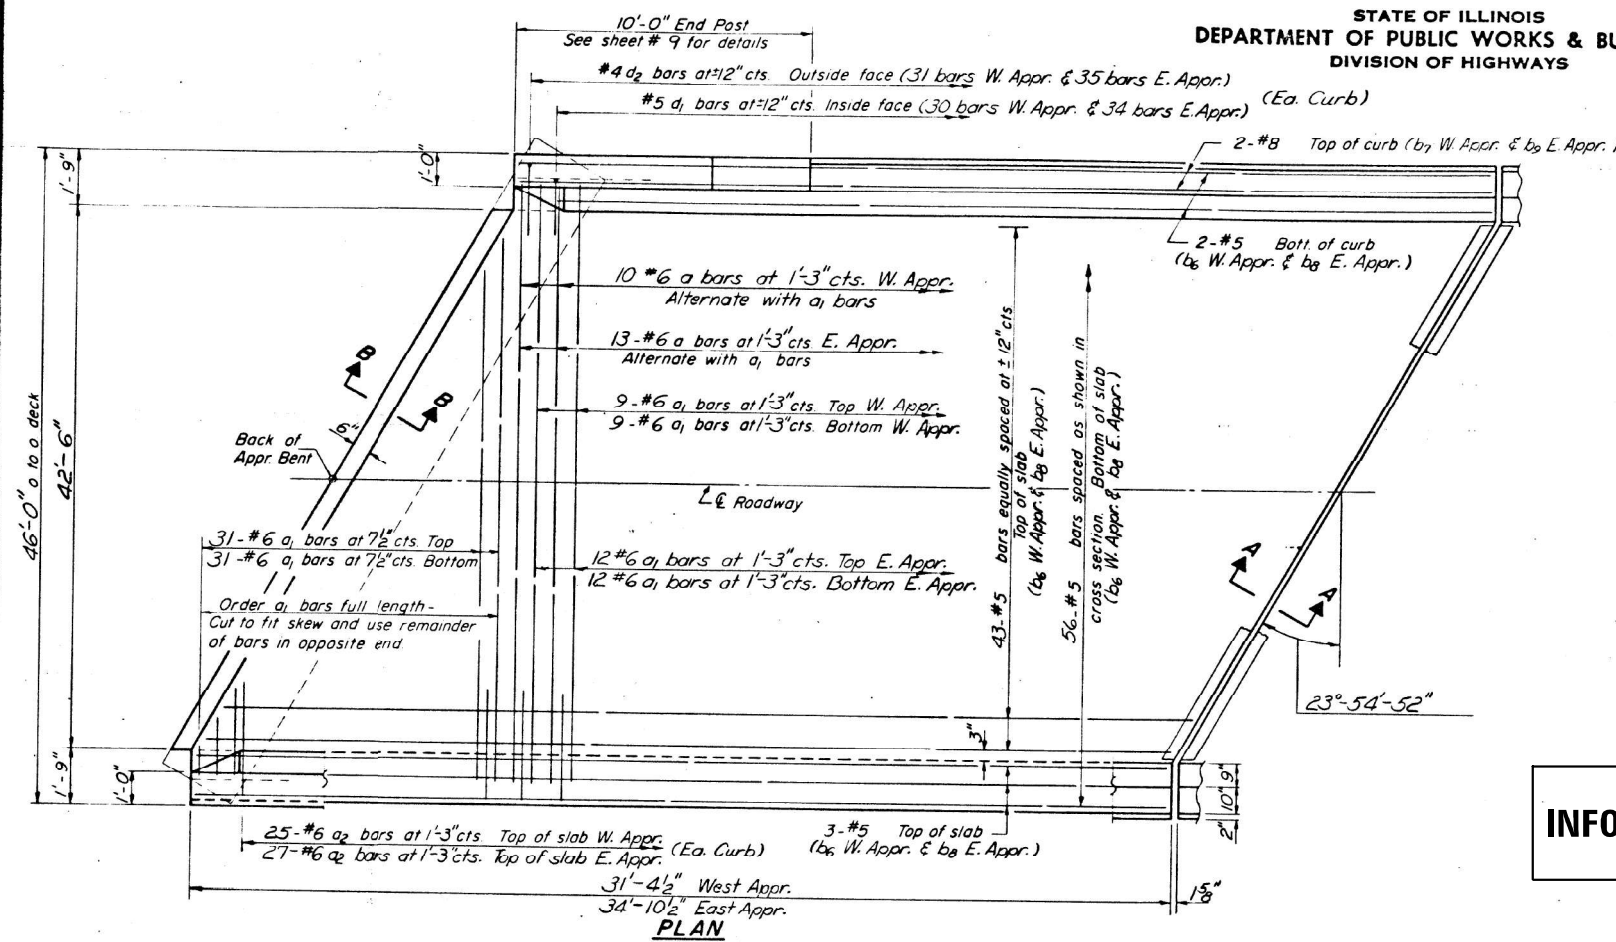 STATE OF ILLINOIS
DEPARTMENT OF PUBLIC WORKS & BU
DIVISION OF HIGHWAYS
10'-0" End Post
See sheet # 9 for details
#4 d2 bars at ±12" cts. Outside face (31 bars W. Appr. & 35 bars E. Appr.)
#5 d1 bars at ±12" cts. Inside face (30 bars W. Appr. & 34 bars E. Appr.)
(Ea. Curb)
2-#8 Top of curb (b7 W. Appr. & b9 E. Appr.
1'-9"
1'-0"
2-#5 Bott. of curb
(b6 W. Appr. & b8 E. Appr.)
10 #6 a bars at 1'-3" cts. W. Appr.
Alternate with a1 bars
13-#6 a bars at 1'-3" cts. E. Appr.
Alternate with a1 bars
9-#6 a1 bars at 1'-3" cts. Top W. Appr.
9-#6 a1 bars at 1'-3" cts. Bottom W. Appr.
B
B
6"
Back of
Appr. Bent
46'-0" o to o deck
42'-6"
43-#5 bars equally spaced at ±12" cts
Top of slab
(b6 W. Appr. & b8 E. Appr.)
56-#5 bars spaced as shown in
cross section. Bottom of slab
(b6 W. Appr. & b8 E. Appr.)
℄ Roadway
31-#6 a1 bars at 7½" cts. Top
31-#6 a1 bars at 7½" cts. Bottom
12 #6 a1 bars at 1'-3" cts. Top E. Appr.
12 #6 a1 bars at 1'-3" cts. Bottom E. Appr.
Order a1 bars full length-
Cut to fit skew and use remainder
of bars in opposite end.
A
A
23°-54'-52"
3"
1'-9"
1'-0"
9"
10"
2"
INFO
25-#6 a2 bars at 1'-3" cts. Top of slab W. Appr.
27-#6 a2 bars at 1'-3" cts. Top of slab E. Appr.
(Ea. Curb)
3-#5 Top of slab
(b6 W. Appr. & b8 E. Appr.)
31'-4½" West Appr.
34'-10½" East Appr.
1⅝"
PLAN